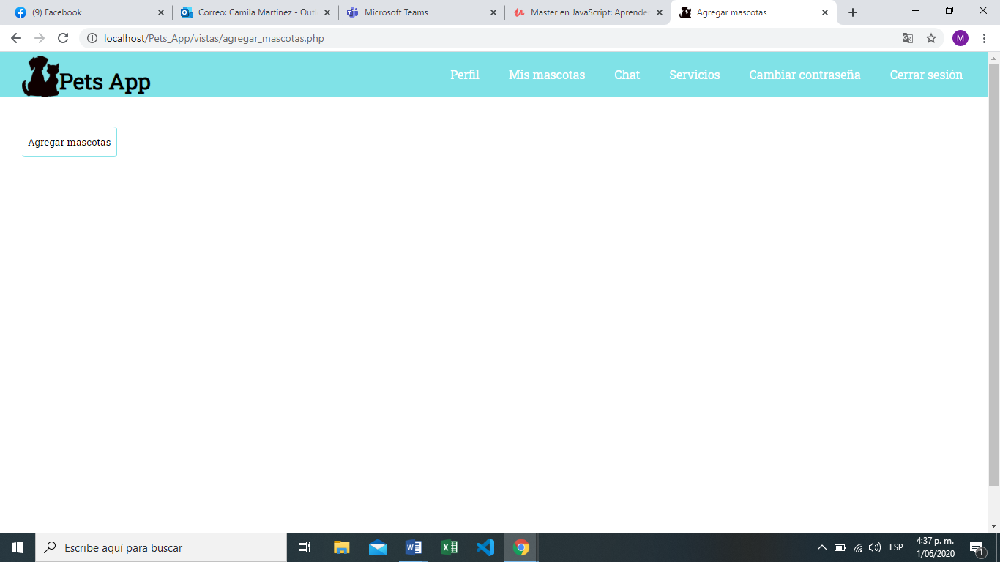 (9) Facebook
Correo: Camila Martinez - Outl
Microsoft Teams
Master en JavaScript: Aprender
Agregar mascotas
localhost/Pets_App/vistas/agregar_mascotas.php
M
Pets App
Perfil
Mis mascotas
Chat
Servicios
Cambiar contraseña
Cerrar sesión
Agregar mascotas
Escribe aquí para buscar
ESP
4:37 p. m.
1/06/2020
1